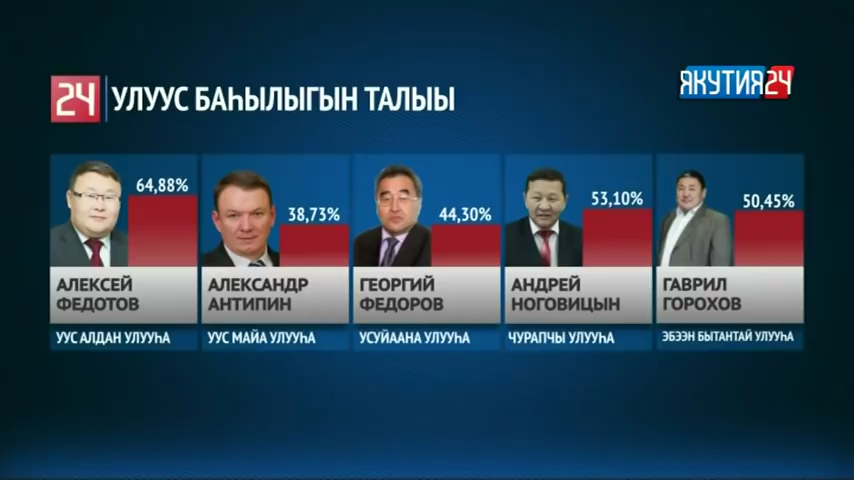 ЯКУТИЯ24
24 УЛУУС БАҺЫЛЫГЫН ТАЛЫЫ
64,88%
38,73%
44,30%
53,10%
50,45%
АЛЕКСЕЙ
ФЕДОТОВ
УУС АЛДАН УЛУУҺА
АЛЕКСАНДР
АНТИПИН
УУС МАЙА УЛУУҺА
ГЕОРГИЙ
ФЕДОРОВ
УСУЙААНА УЛУУҺА
АНДРЕЙ
НОГОВИЦЫН
ЧУРАПЧЫ УЛУУҺА
ГАВРИЛ
ГОРОХОВ
ЭБЭЭН БЫТАНТАЙ УЛУУҺА